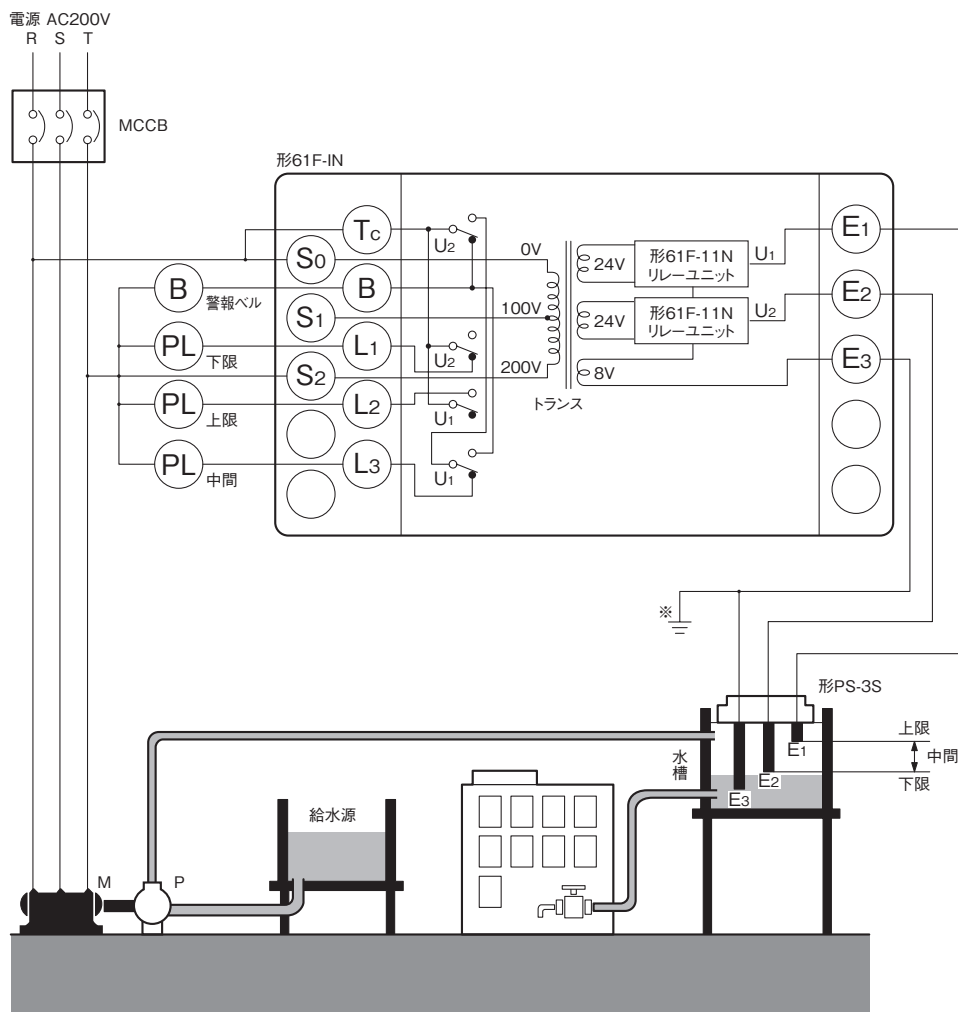 電源 AC200V
R S T
MCCB
形61F-IN
Tc
S0
B
警報ベル
B
S1
PL
下限
L1
S2
PL
上限
L2
PL
中間
L3
U2
U2
U1
U1
0V
100V
200V
トランス
24V
形61F-11N
リレーユニット
U1
24V
形61F-11N
リレーユニット
U2
8V
E1
E2
E3
※
形PS-3S
水槽
E1
E2
E3
上限
中間
下限
給水源
M
P